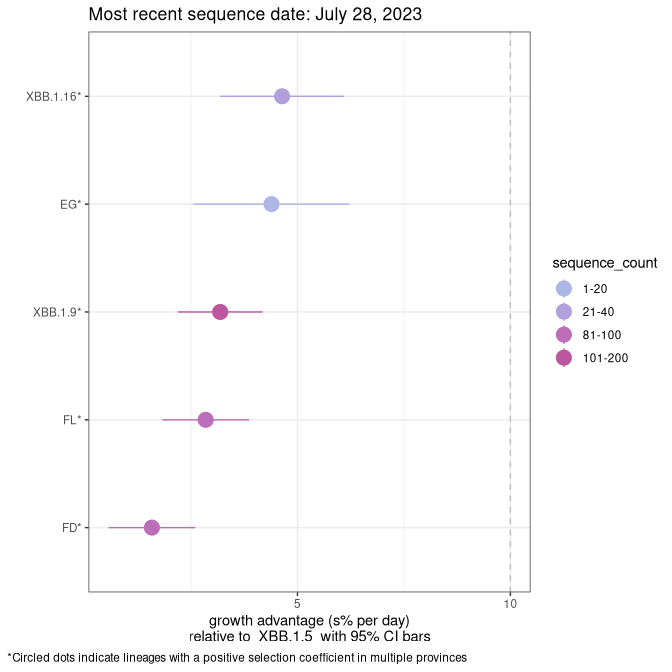 Most recent sequence date: July 28, 2023
XBB.1.16*
EG*
XBB.1.9*
FL*
FD*
5
10
growth advantage (s% per day)
relative to  XBB.1.5  with 95% CI bars
sequence_count
1-20
21-40
81-100
101-200
*Circled dots indicate lineages with a positive selection coefficient in multiple provinces